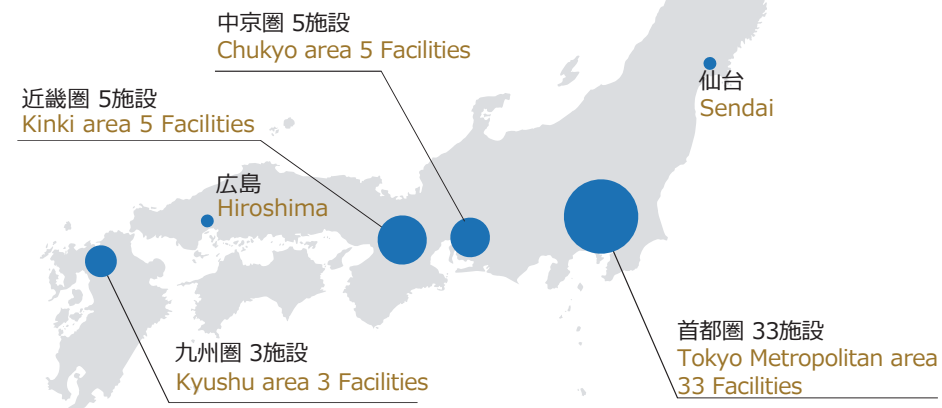 中京圏 5施設
Chukyo area 5 Facilities
仙台
Sendai
近畿圏 5施設
Kinki area 5 Facilities
広島
Hiroshima
九州圏 3施設
Kyushu area 3 Facilities
首都圏 33施設
Tokyo Metropolitan area
33 Facilities